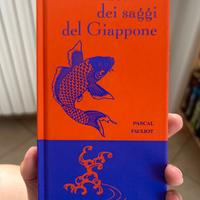 dei saggi
del Giappone
PASCAL
FAULIOT